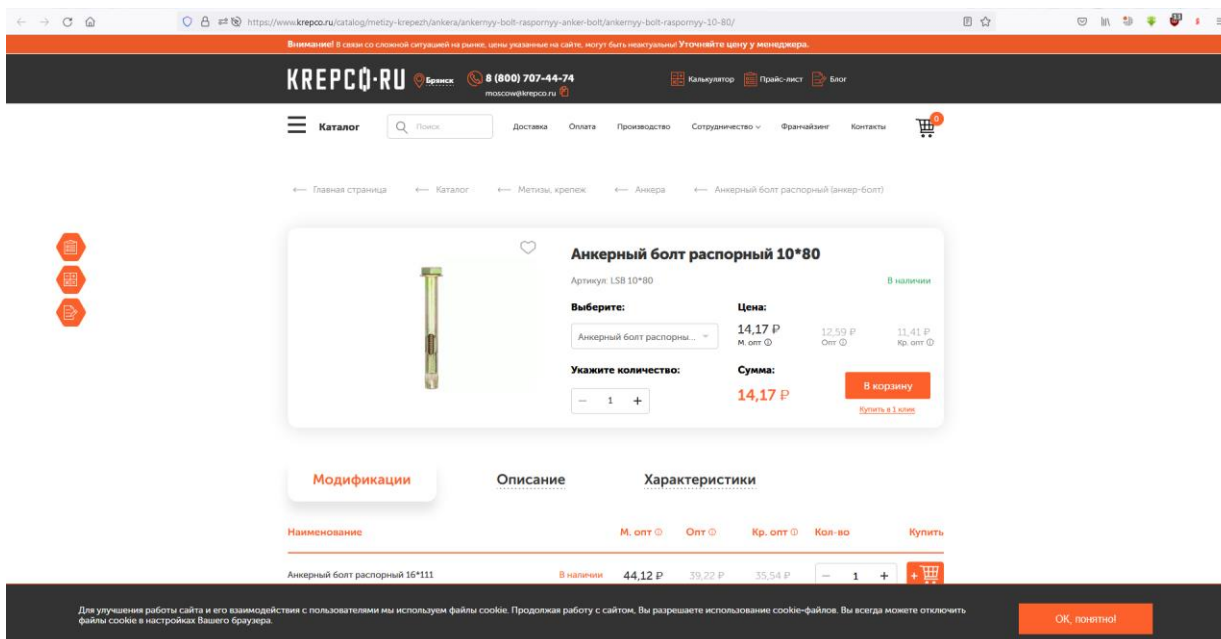 https://www.krepco.ru/catalog/metizy-krepezh/ankera/ankernyy-bolt-raspornyy-anker-bolt/ankernyy-bolt-raspornyy-10-80/
Внимание! В связи со сложной ситуацией на рынке, цены указанные на сайте, могут быть неактуальны! Уточняйте цену у менеджера.
KREPCO·RU Брянск 8 (800) 707-44-74 Калькулятор Прайс-лист Блог
moscow@krepco.ru
Каталог Поиск Доставка Оплата Производство Сотрудничество Франчайзинг Контакты 0
← Главная страница ← Каталог ← Метизы, крепеж ← Анкера ← Анкерный болт распорный (анкер-болт)
Анкерный болт распорный 10*80
Артикул: LSB 10*80 В наличии
Выберите: Цена:
Анкерный болт распорны... 14,17 ₽ 12,59 ₽ 11,41 ₽
М. опт Опт Кр. опт
Укажите количество: Сумма:
— 1 + 14,17 ₽ В корзину
Купить в 1 клик
Модификации Описание Характеристики
Наименование М. опт Опт Кр. опт Кол-во Купить
Анкерный болт распорный 16*111 В наличии 44,12 ₽ 39,22 ₽ 35,54 ₽ — 1 + +
Для улучшения работы сайта и его взаимодействия с пользователями мы используем файлы cookie. Продолжая работу с сайтом, Вы разрешаете использование cookie-файлов. Вы всегда можете отключить
файлы cookie в настройках Вашего браузера.
ОК, понятно!